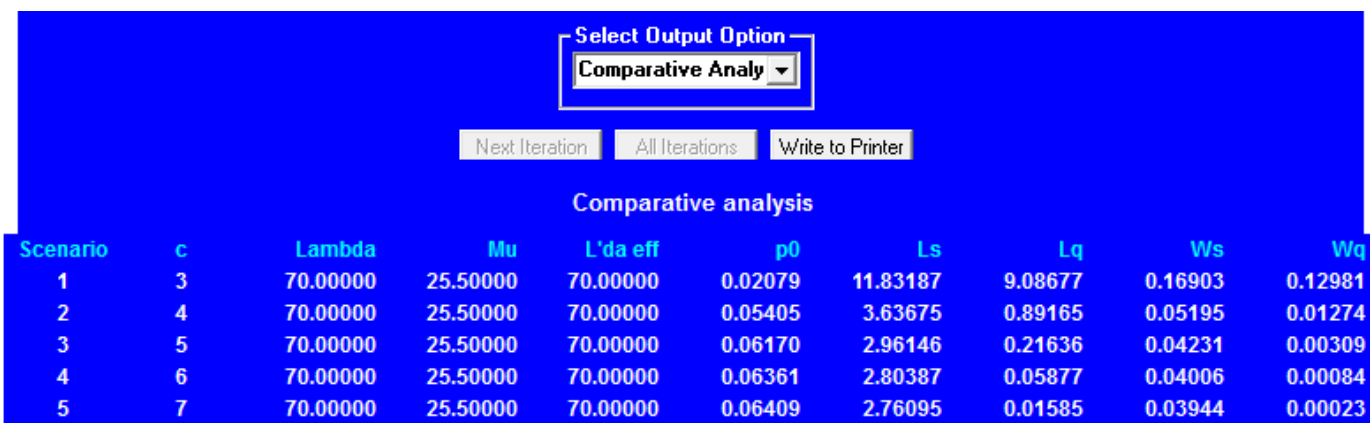 Select Output Option
Comparative Analy
Next Iteration All Iterations Write to Printer
Comparative analysis
Scenario c Lambda Mu L'da eff p0 Ls Lq Ws Wq
1 3 70.00000 25.50000 70.00000 0.02079 11.83187 9.08677 0.16903 0.12981
2 4 70.00000 25.50000 70.00000 0.05405 3.63675 0.89165 0.05195 0.01274
3 5 70.00000 25.50000 70.00000 0.06170 2.96146 0.21636 0.04231 0.00309
4 6 70.00000 25.50000 70.00000 0.06361 2.80387 0.05877 0.04006 0.00084
5 7 70.00000 25.50000 70.00000 0.06409 2.76095 0.01585 0.03944 0.00023